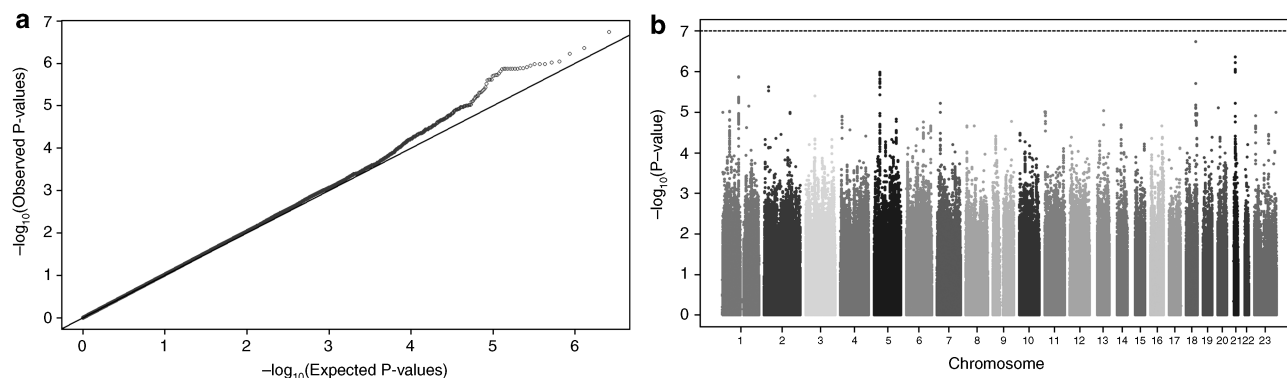 a
7
6
5
4
3
2
1
0
–log10(Observed P-values)
0 1 2 3 4 5 6
–log10(Expected P-values)
b
7
6
5
4
3
2
1
0
–log10(P–value)
1 2 3 4 5 6 7 8 9 10 11 12 13 14 15 16 17 18 19 20 21 22 23
Chromosome